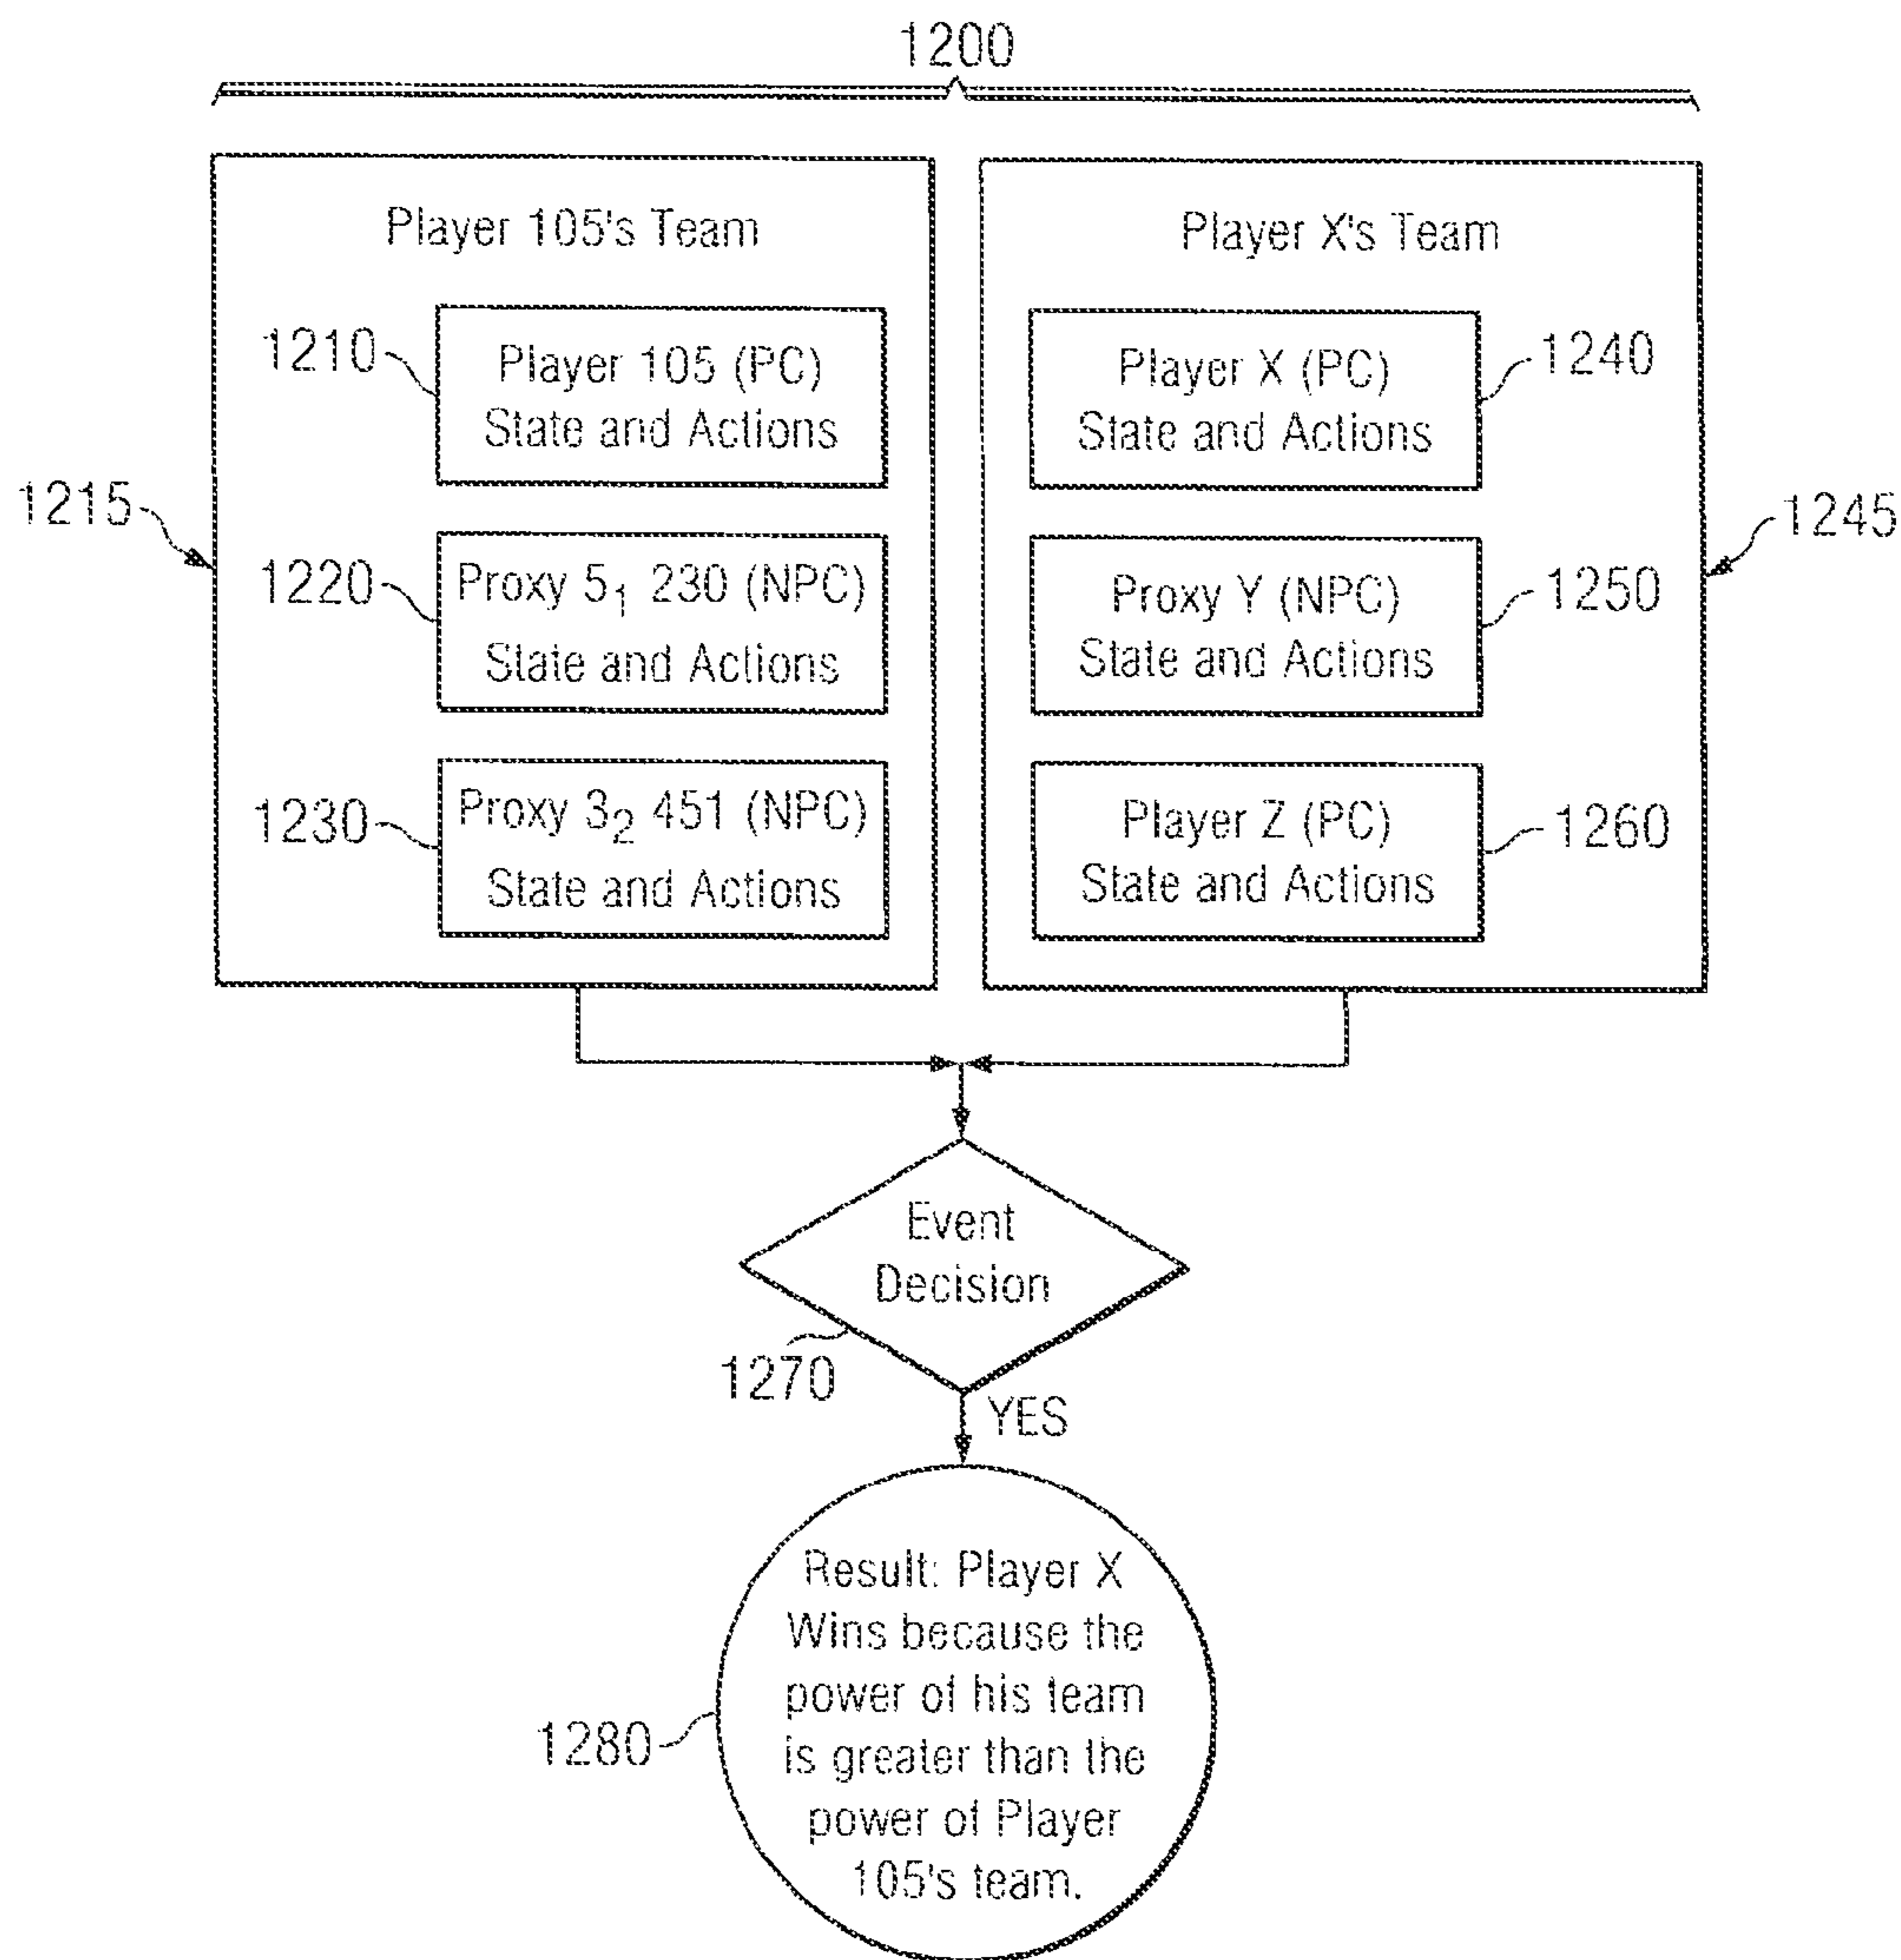 1200
Player 105's Team
1210
Player 105 (PC)
State and Actions
1215
1220
Proxy 5₁ 230 (NPC)
State and Actions
1230
Proxy 3₂ 451 (NPC)
State and Actions
Player X's Team
Player X (PC)
State and Actions
1240
1245
Proxy Y (NPC)
State and Actions
1250
Player Z (PC)
State and Actions
1260
Event
Decision
1270
YES
Result: Player X
Wins because the
power of his team
is greater than the
power of Player
105's team.
1280